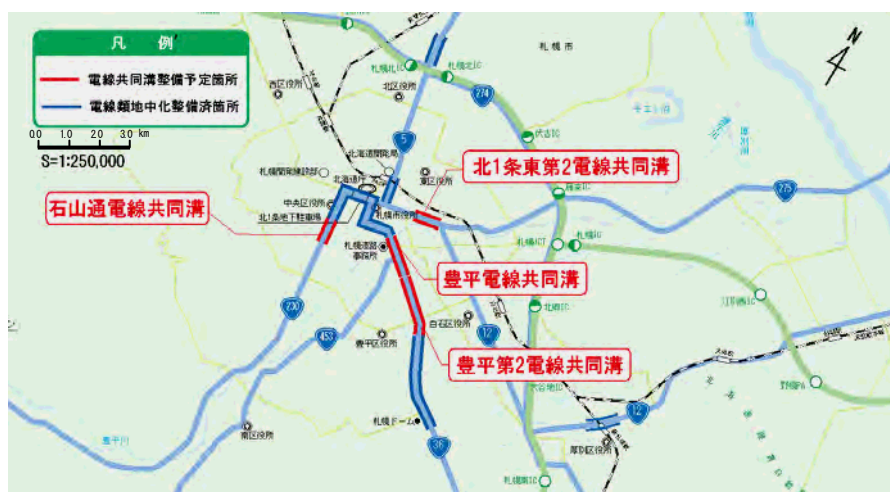 凡 例
電線共同溝整備予定箇所
電線類地中化整備済箇所
0.0 1.0 2.0 3.0 km
S=1:250,000
札幌市
札幌北IC
札幌北IC
西区役所
北区役所
274
伏古IC
5
北海道開発局
札幌開発建設部
東区役所
北1条東第2電線共同溝
北海道庁
275
中央区役所
石山通電線共同溝
札幌市役所
北1条地下駐車場
札幌道路
事務所
札幌JCT
札幌IC
豊平電線共同溝
230
北郷IC
江別西IC
453
白石区役所
12
豊平区役所
豊平第2電線共同溝
野幌PA
大谷地IC
12
札幌ドーム
南区役所
豊平川
36
厚別区役所
札幌南IC